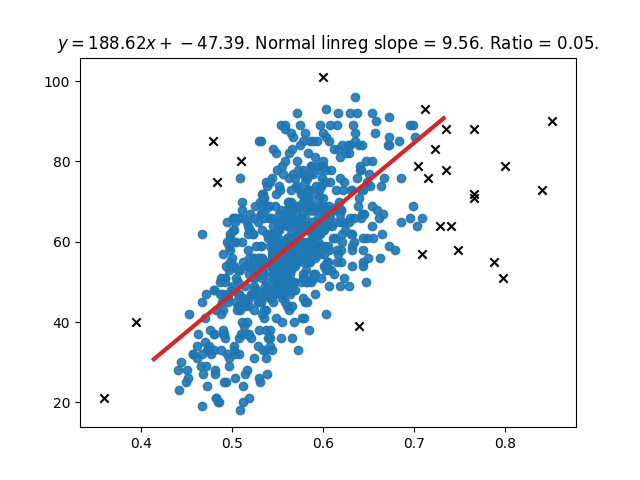 y = 188.62x + −47.39. Normal linreg slope = 9.56. Ratio = 0.05.
100
80
60
40
20
0.4 0.5 0.6 0.7 0.8